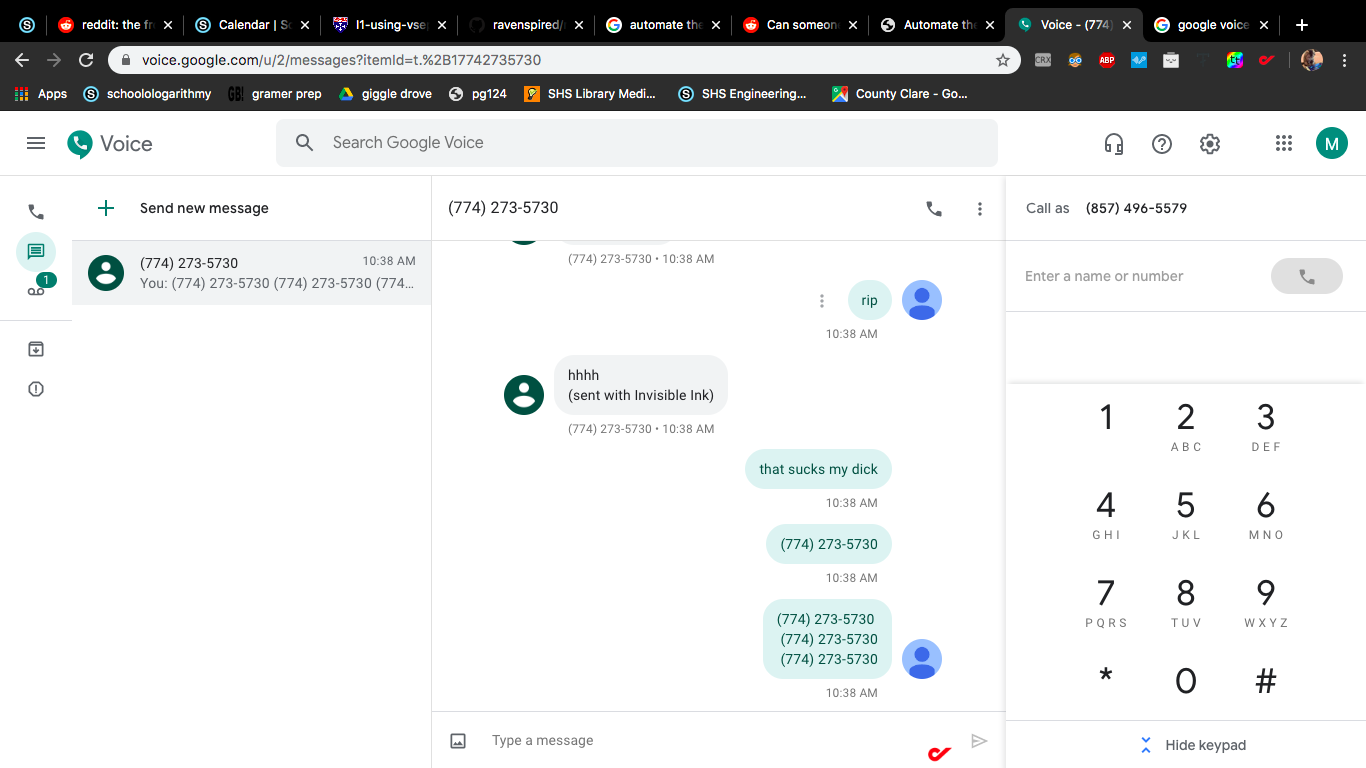 reddit: the fr
Calendar | Sc
l1-using-vsep
ravenspired/
automate the
Can someone
Automate the
Voice - (774)
google voice
voice.google.com/u/2/messages?itemId=t.%2B17742735730
CRX
ABP
Apps
schoolologarithmy
GB!
gramer prep
giggle drove
pg124
SHS Library Medi...
SHS Engineering...
County Clare - Go...
Voice
Search Google Voice
M
1
Send new message
(774) 273-5730
10:38 AM
You: (774) 273-5730 (774) 273-5730 (774...
(774) 273-5730
(774) 273-5730 • 10:38 AM
rip
10:38 AM
hhhh
(sent with Invisible Ink)
(774) 273-5730 • 10:38 AM
that sucks my dick
10:38 AM
(774) 273-5730
10:38 AM
(774) 273-5730
(774) 273-5730
(774) 273-5730
10:38 AM
Type a message
Call as (857) 496-5579
Enter a name or number
1 2 3
ABC DEF
4 5 6
GHI JKL MNO
7 8 9
PQRS TUV WXYZ
* 0 #
Hide keypad